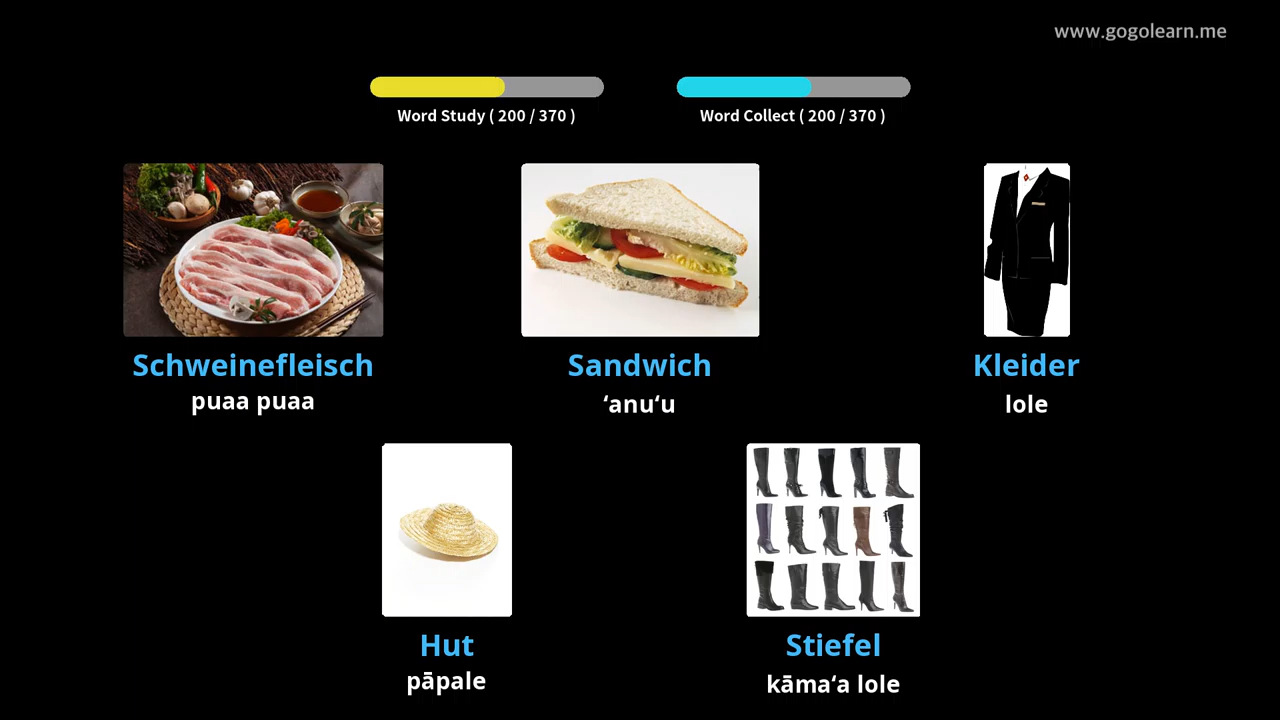 www.gogolearn.me
Word Study ( 200 / 370 )
Word Collect ( 200 / 370 )
Schweinefleisch
puaa puaa
Sandwich
ʻanuʻu
Kleider
lole
Hut
pāpale
Stiefel
kāmaʻa lole